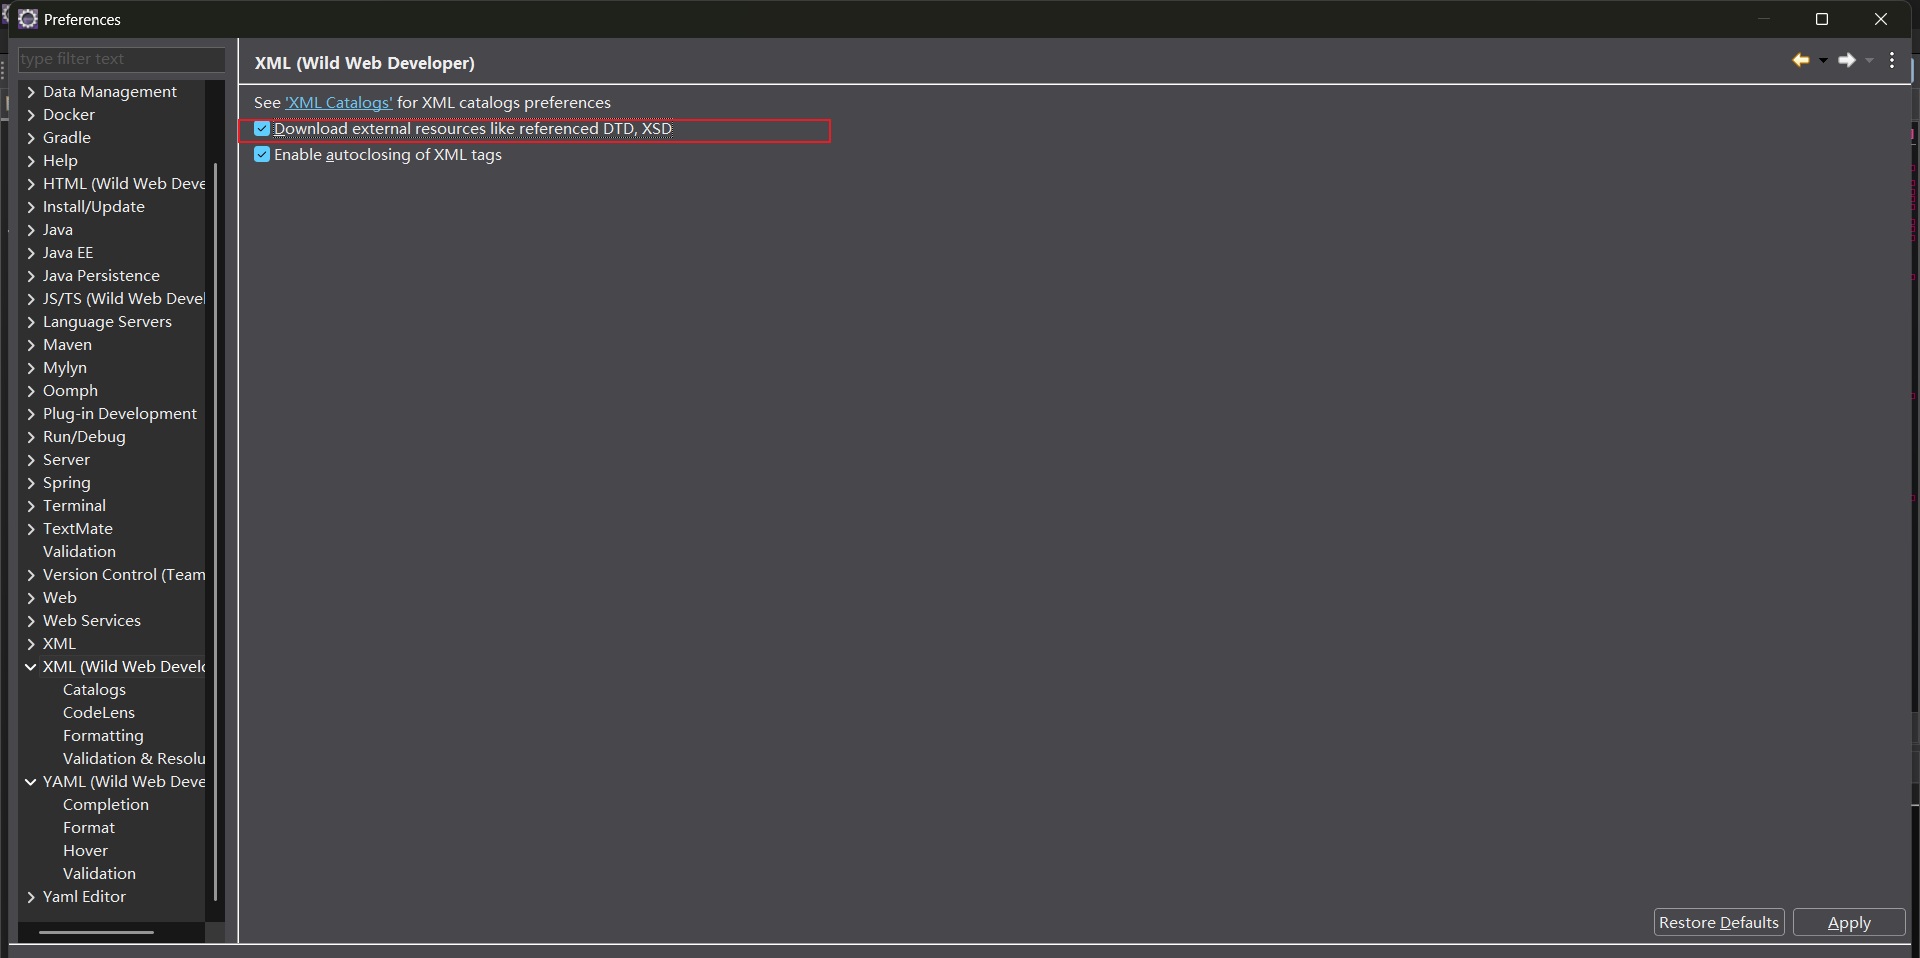 Preferences
type filter text
Data Management
Docker
Gradle
Help
HTML (Wild Web Deve
Install/Update
Java
Java EE
Java Persistence
JS/TS (Wild Web Devel
Language Servers
Maven
Mylyn
Oomph
Plug-in Development
Run/Debug
Server
Spring
Terminal
TextMate
Validation
Version Control (Team
Web
Web Services
XML
XML (Wild Web Develo
Catalogs
CodeLens
Formatting
Validation & Resolu
YAML (Wild Web Deve
Completion
Format
Hover
Validation
Yaml Editor
XML (Wild Web Developer)
See 'XML Catalogs' for XML catalogs preferences
Download external resources like referenced DTD, XSD
Enable autoclosing of XML tags
Restore Defaults
Apply